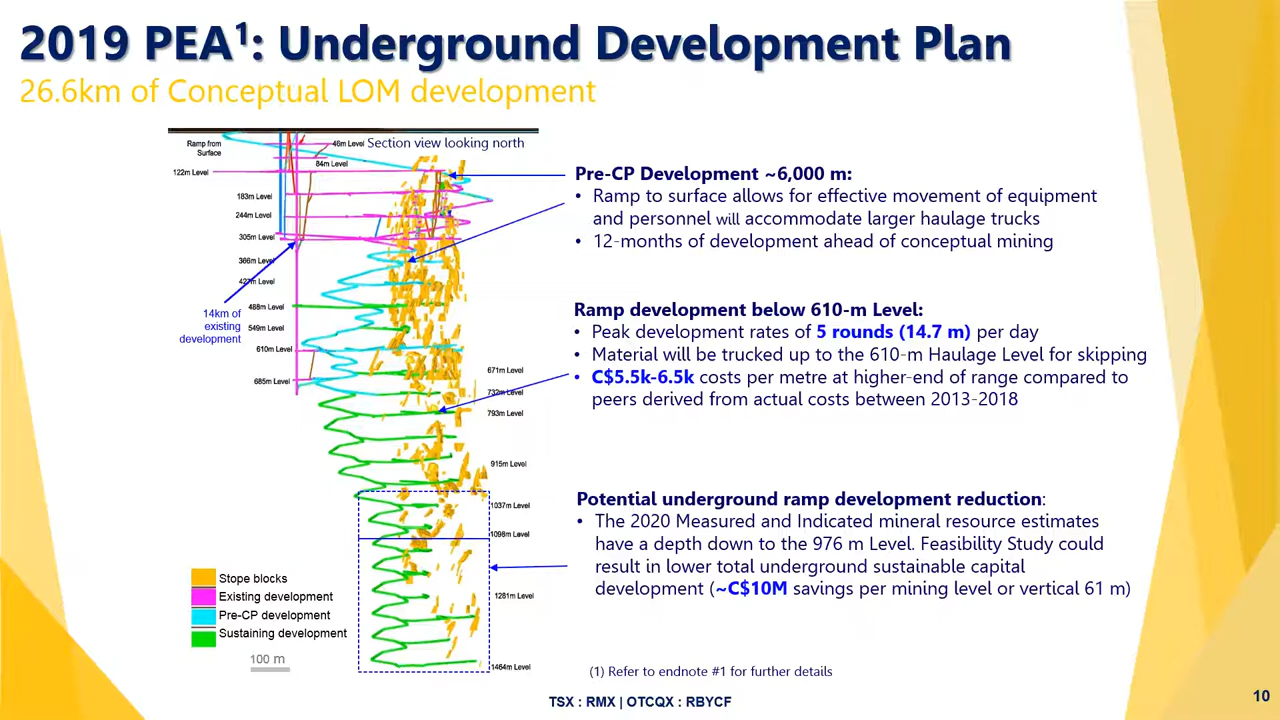 2019 PEA¹: Underground Development Plan
26.6km of Conceptual LOM development
Ramp from
Surface
46m Level
Section view looking north
84m Level
122m Level
183m Level
244m Level
305m Level
366m Level
427m Level
488m Level
14km of
existing
development
549m Level
610m Level
671m Level
685m Level
732m Level
793m Level
915m Level
1037m Level
1098m Level
1281m Level
1464m Level
Stope blocks
Existing development
Pre-CP development
Sustaining development
100 m
Pre-CP Development ~6,000 m:
• Ramp to surface allows for effective movement of equipment
and personnel will accommodate larger haulage trucks
• 12-months of development ahead of conceptual mining
Ramp development below 610-m Level:
• Peak development rates of 5 rounds (14.7 m) per day
• Material will be trucked up to the 610-m Haulage Level for skipping
• C$5.5k-6.5k costs per metre at higher-end of range compared to
peers derived from actual costs between 2013-2018
Potential underground ramp development reduction:
• The 2020 Measured and Indicated mineral resource estimates
have a depth down to the 976 m Level. Feasibility Study could
result in lower total underground sustainable capital
development (~C$10M savings per mining level or vertical 61 m)
(1) Refer to endnote #1 for further details
TSX : RMX | OTCQX : RBYCF
10